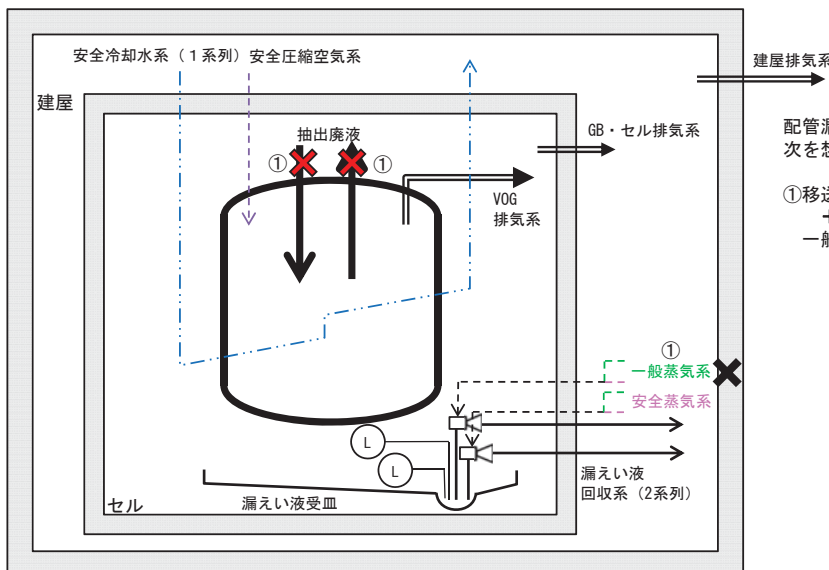 安全冷却水系（１系列）
安全圧縮空気系
建屋排気系
建屋
抽出廃液
①
①
GB・セル排気系
配管漏
次を想
VOG
排気系
①移送
＋
一般
①
一般蒸気系
安全蒸気系
L
L
漏えい液
回収系（2系列）
漏えい液受皿
セル